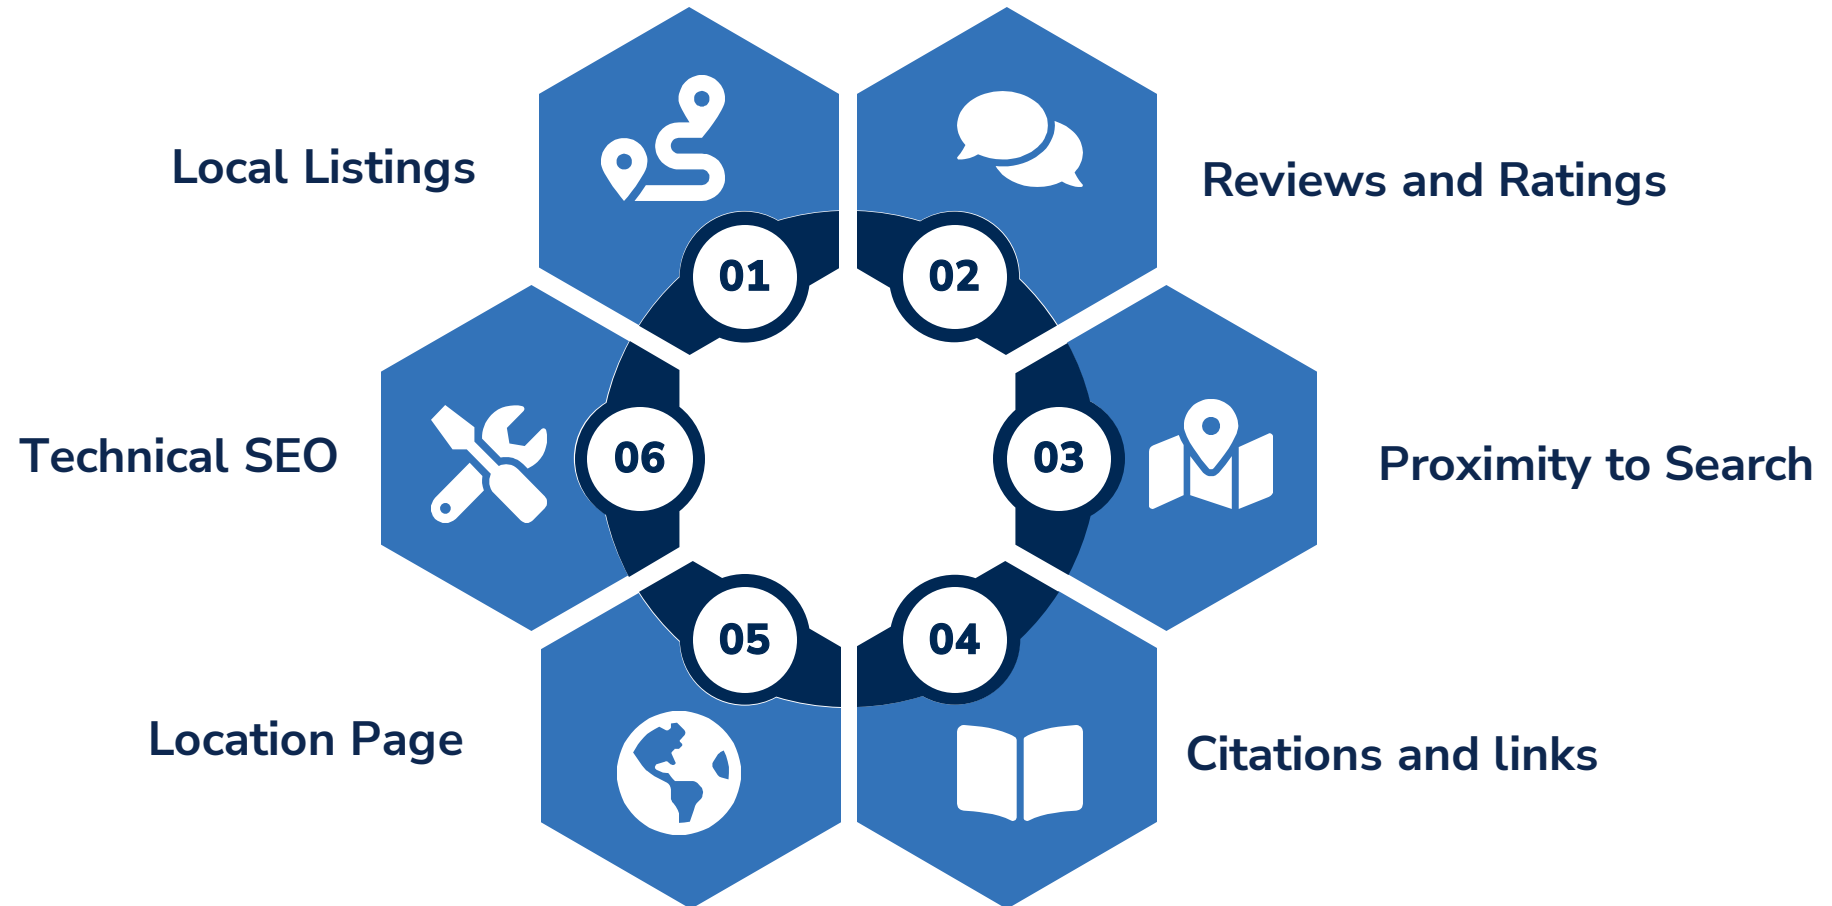 Local Listings
01
02
Reviews and Ratings
Technical SEO
06
03
Proximity to Search
Location Page
05
04
Citations and links